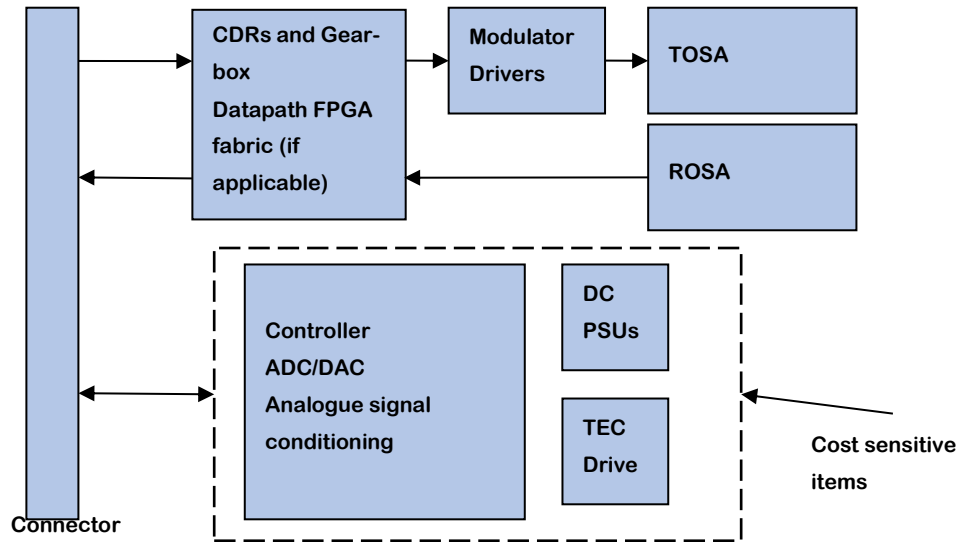 CDRs and Gear-
box
Datapath FPGA
fabric (if
applicable)
Modulator
Drivers
TOSA
ROSA
Controller
ADC/DAC
Analogue signal
conditioning
DC
PSUs
TEC
Drive
Cost sensitive
items
Connector